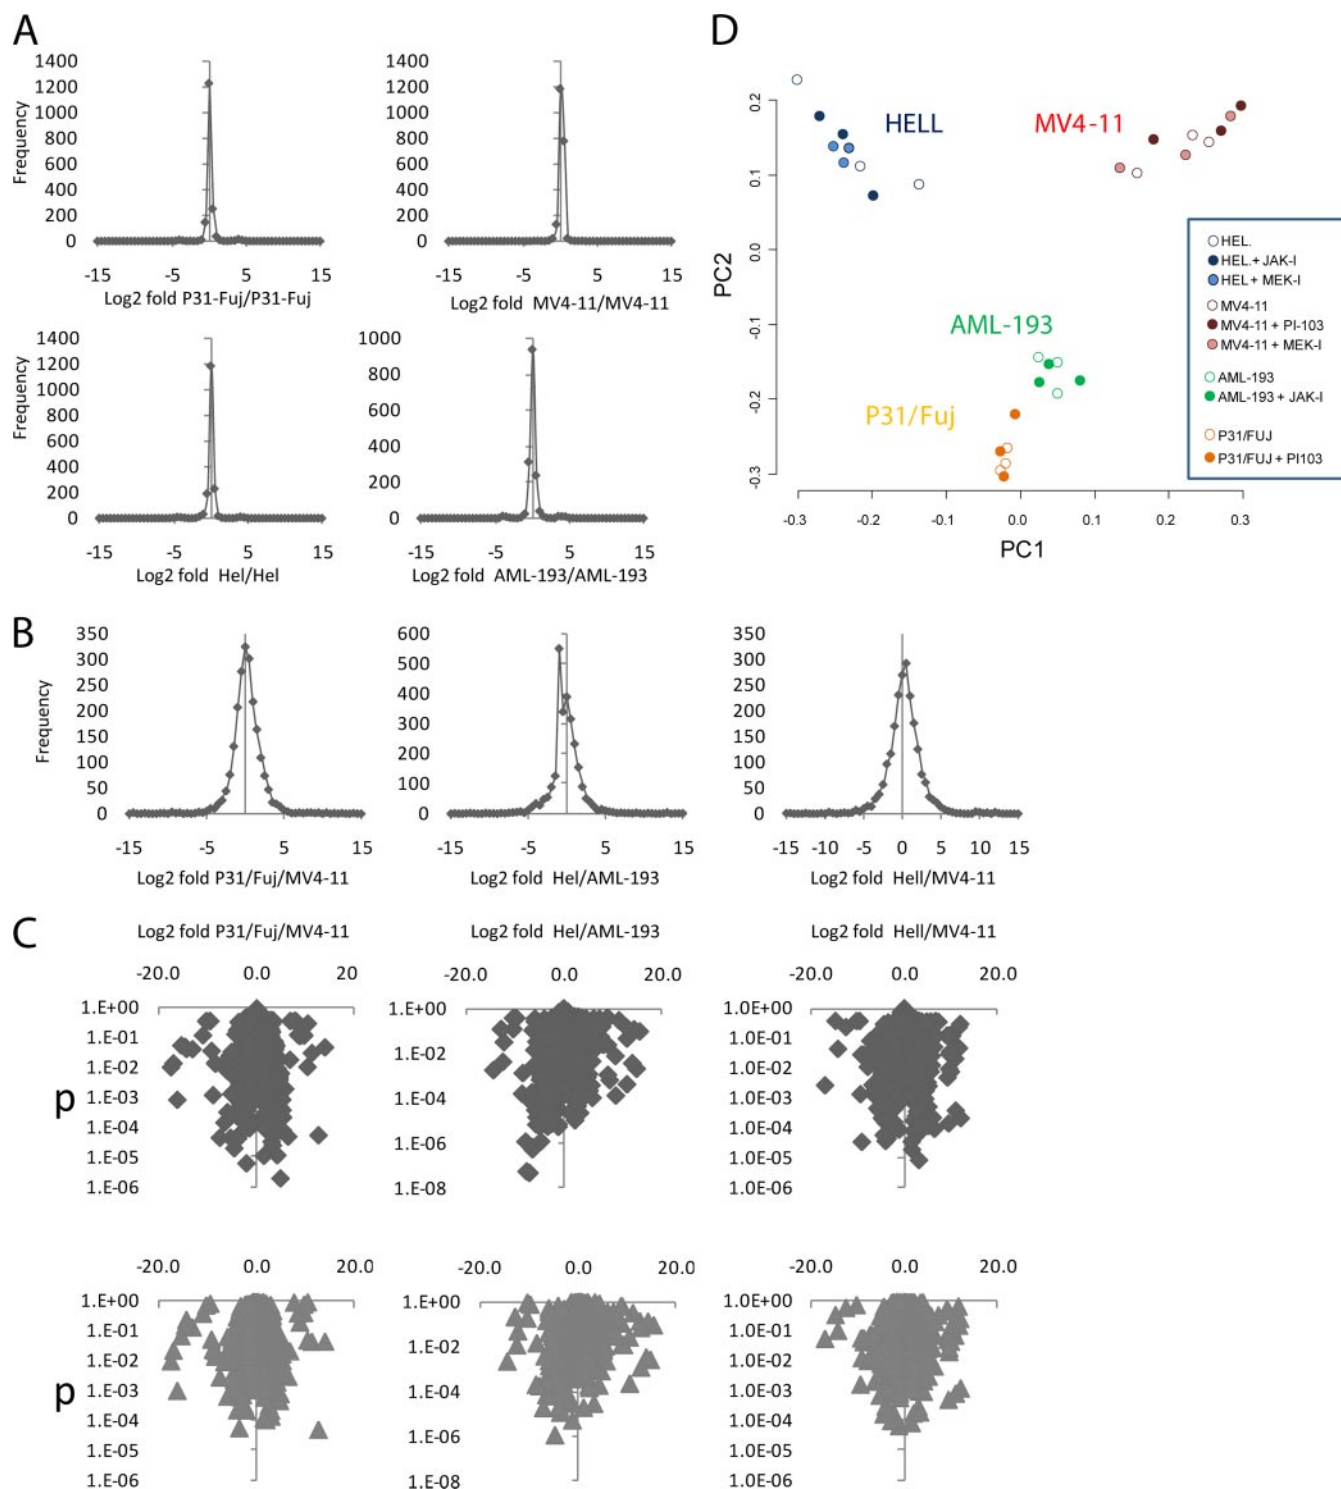 A
1400
1200
1000
800
600
400
200
0
Frequency
-15 -5 5 15
Log2 fold P31-Fuj/P31-Fuj
1400
1200
1000
800
600
400
200
0
-15 -5 5 15
Log2 fold MV4-11/MV4-11
1400
1200
1000
800
600
400
200
0
-15 -5 5 15
Log2 fold Hel/Hel
1000
800
600
400
200
0
-15 -5 5 15
Log2 fold AML-193/AML-193
D
0.2
0.1
0.0
-0.1
-0.2
-0.3
PC2
HELL
MV4-11
AML-193
P31/Fuj
-0.3 -0.2 -0.1 0.0 0.1 0.2 0.3
PC1
HEL.
HEL. + JAK-I
HEL + MEK-I
MV4-11
MV4-11 + PI-103
MV4-11 + MEK-I
AML-193
AML-193 + JAK-I
P31/FUJ
P31/FUJ + PI103
B
350
300
250
200
150
100
50
0
Frequency
-15 -5 5 15
Log2 fold P31/Fuj/MV4-11
600
500
400
300
200
100
0
-15 -5 5 15
Log2 fold Hel/AML-193
350
300
250
200
150
100
50
0
-15 -10 -5 0 5 10 15
Log2 fold Hell/MV4-11
C
Log2 fold P31/Fuj/MV4-11
-20.0 0.0 20
1.E+00
1.E-01
1.E-02
1.E-03
1.E-04
1.E-05
1.E-06
p
Log2 fold Hel/AML-193
-20.0 0.0 20.0
1.E+00
1.E-02
1.E-04
1.E-06
1.E-08
Log2 fold Hell/MV4-11
-20.0 0.0 20.0
1.0E+00
1.0E-01
1.0E-02
1.0E-03
1.0E-04
1.0E-05
1.0E-06
-20.0 0.0 20.0
1.E+00
1.E-01
1.E-02
1.E-03
1.E-04
1.E-05
1.E-06
p
-20.0 0.0 20.0
1.E+00
1.E-02
1.E-04
1.E-06
1.E-08
-20.0 0.0 20.0
1.0E+00
1.0E-01
1.0E-02
1.0E-03
1.0E-04
1.0E-05
1.0E-06